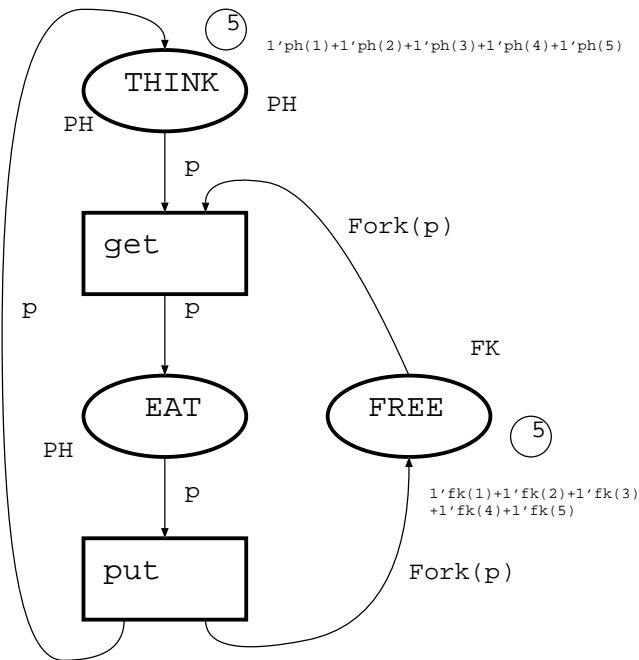 5
1'ph(1)+1'ph(2)+1'ph(3)+1'ph(4)+1'ph(5)
THINK
PH
PH
p
Fork(p)
get
p
p
FK
EAT
FREE
5
PH
p
1'fk(1)+1'fk(2)+1'fk(3)
+1'fk(4)+1'fk(5)
put
Fork(p)